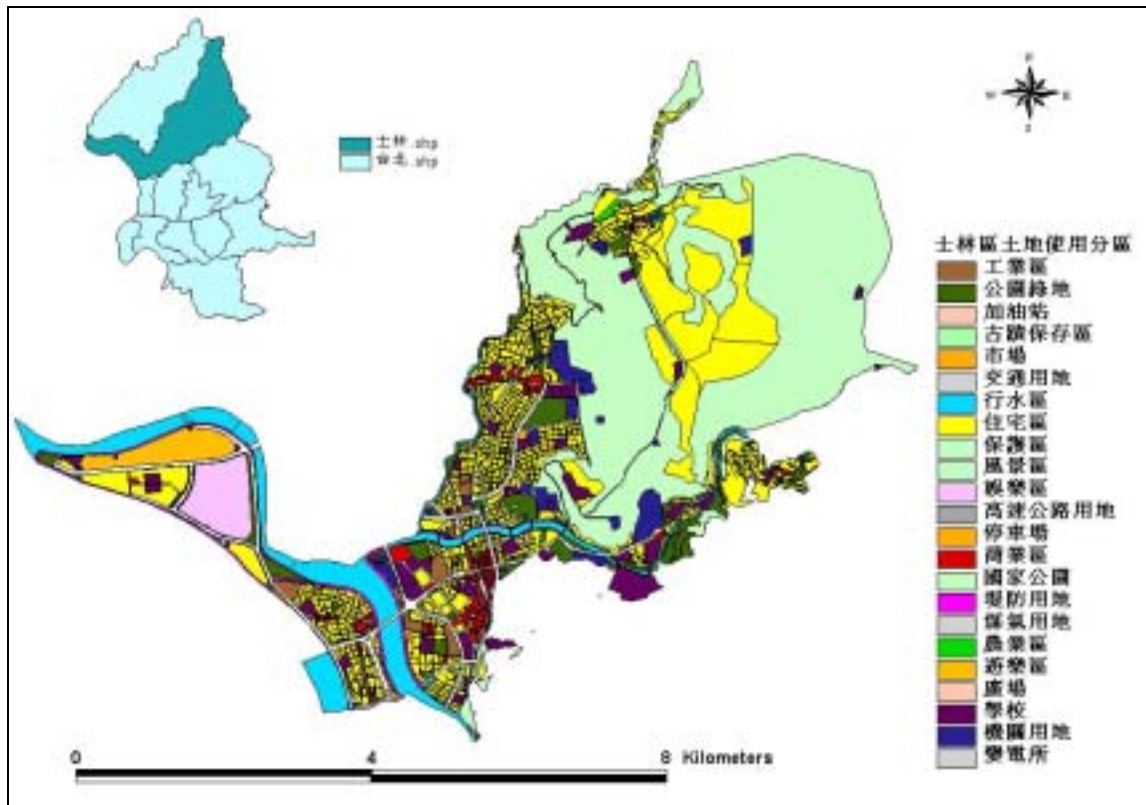 士林.shp
台北.shp
N
W
E
S
士林區土地使用分區
工業區
公園綠地
加油站
古蹟保存區
市場
交通用地
行水區
住宅區
保護區
風景區
娛樂區
高速公路用地
停車場
商業區
國家公園
堤防用地
煤氣用地
農業區
遊樂區
廣場
學校
機關用地
變電所
0 4 8 Kilometers